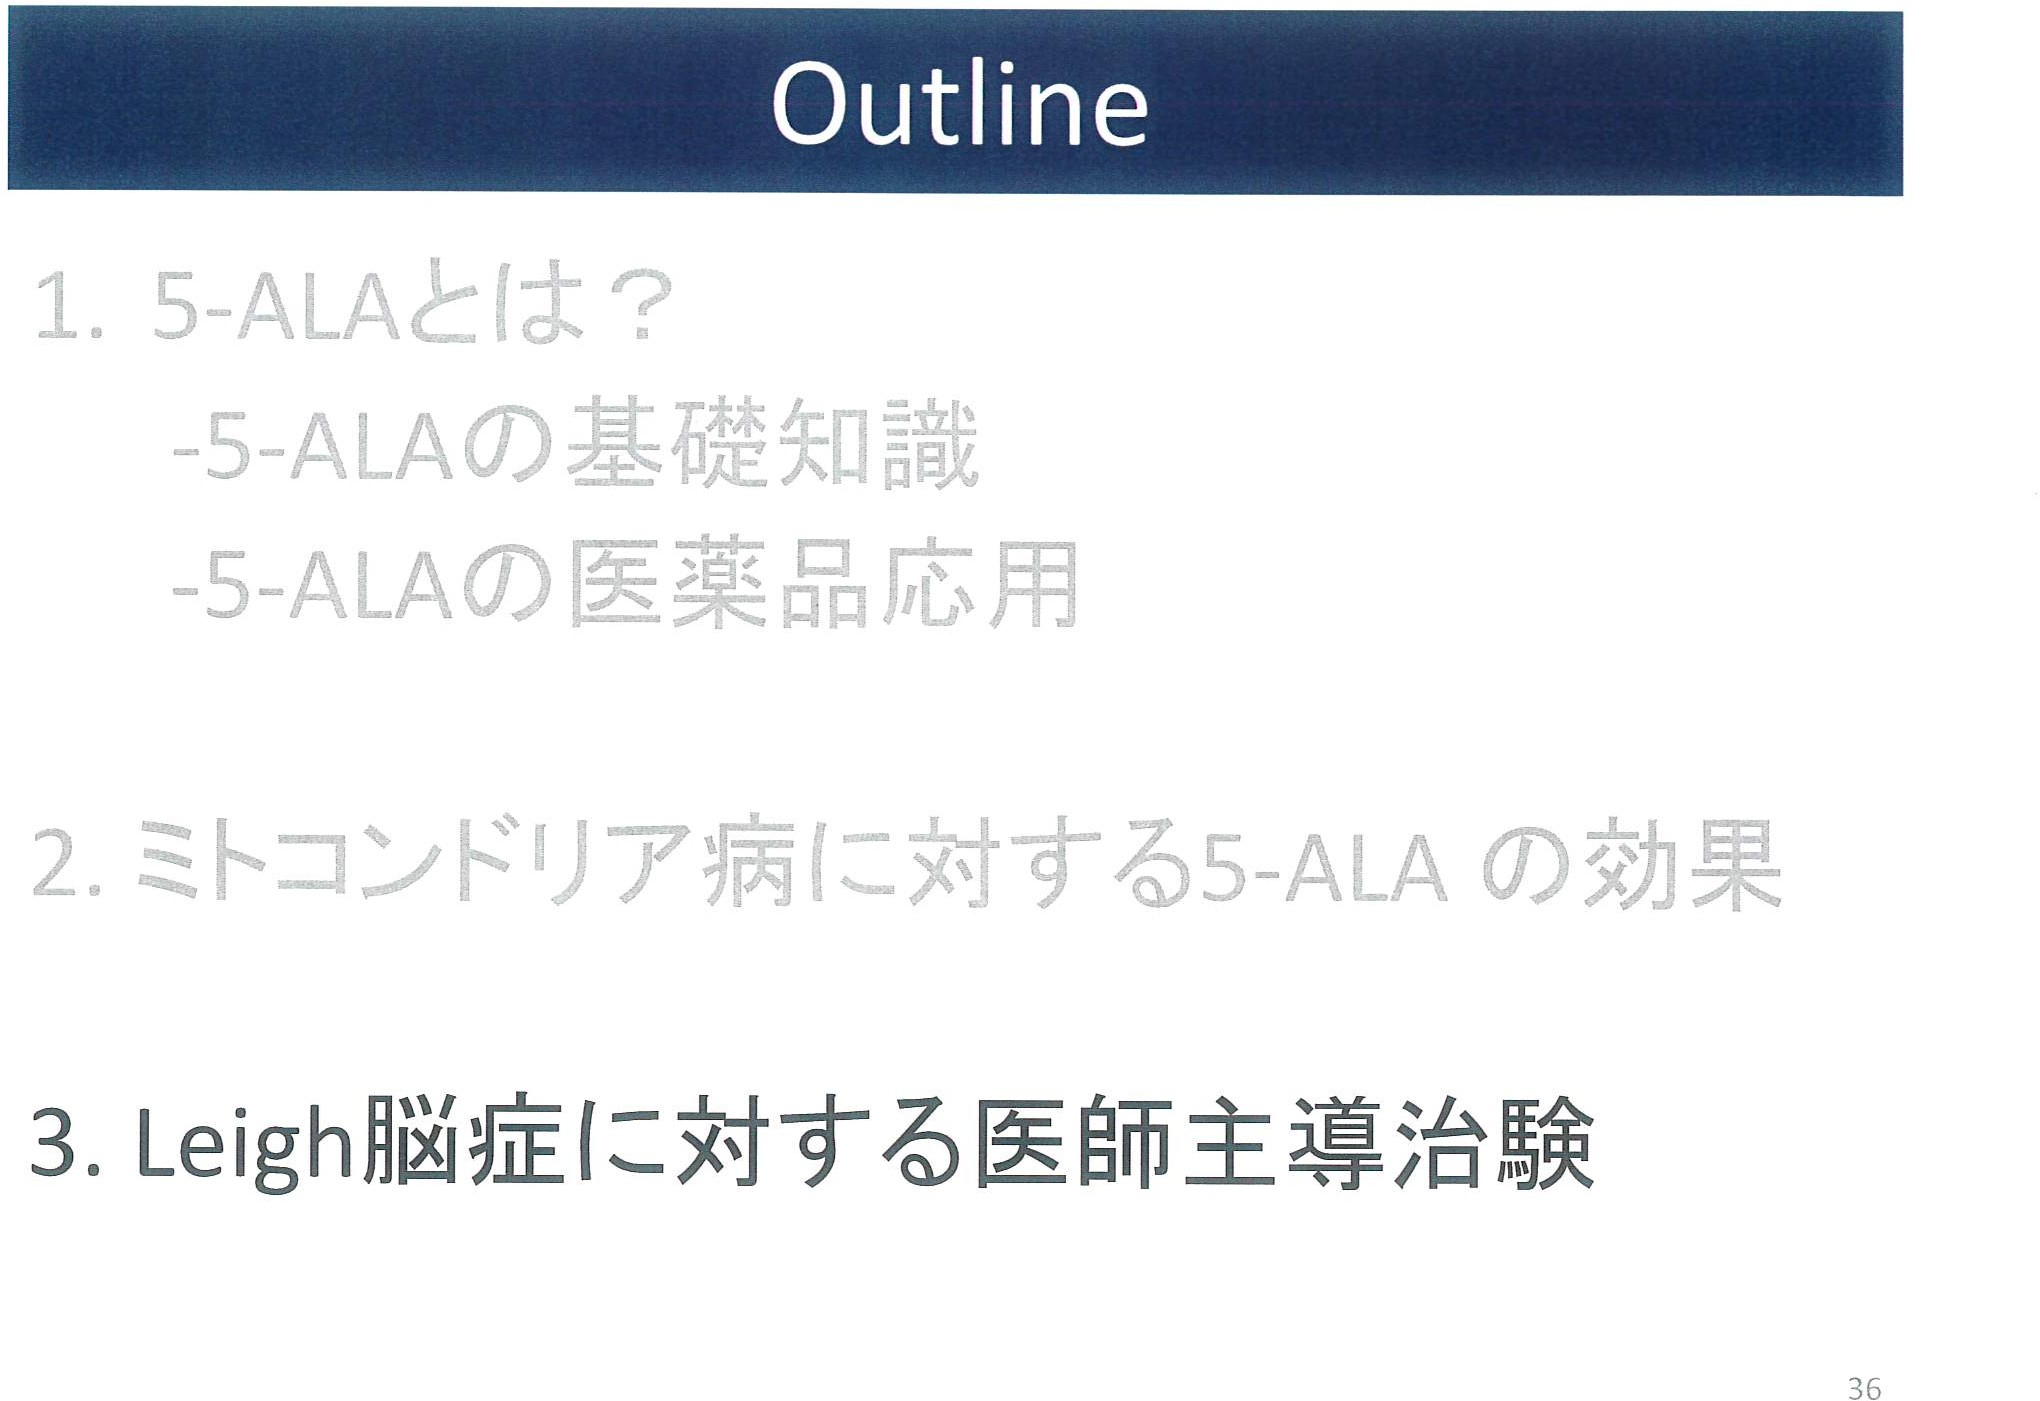 Outline
1. 5-ALAとは？
-5-ALAの基礎知識
-5-ALAの医薬品応用
2. ミトコンドリア病に対する5-ALA の効果
3. Leigh脳症に対する医師主導治験
36